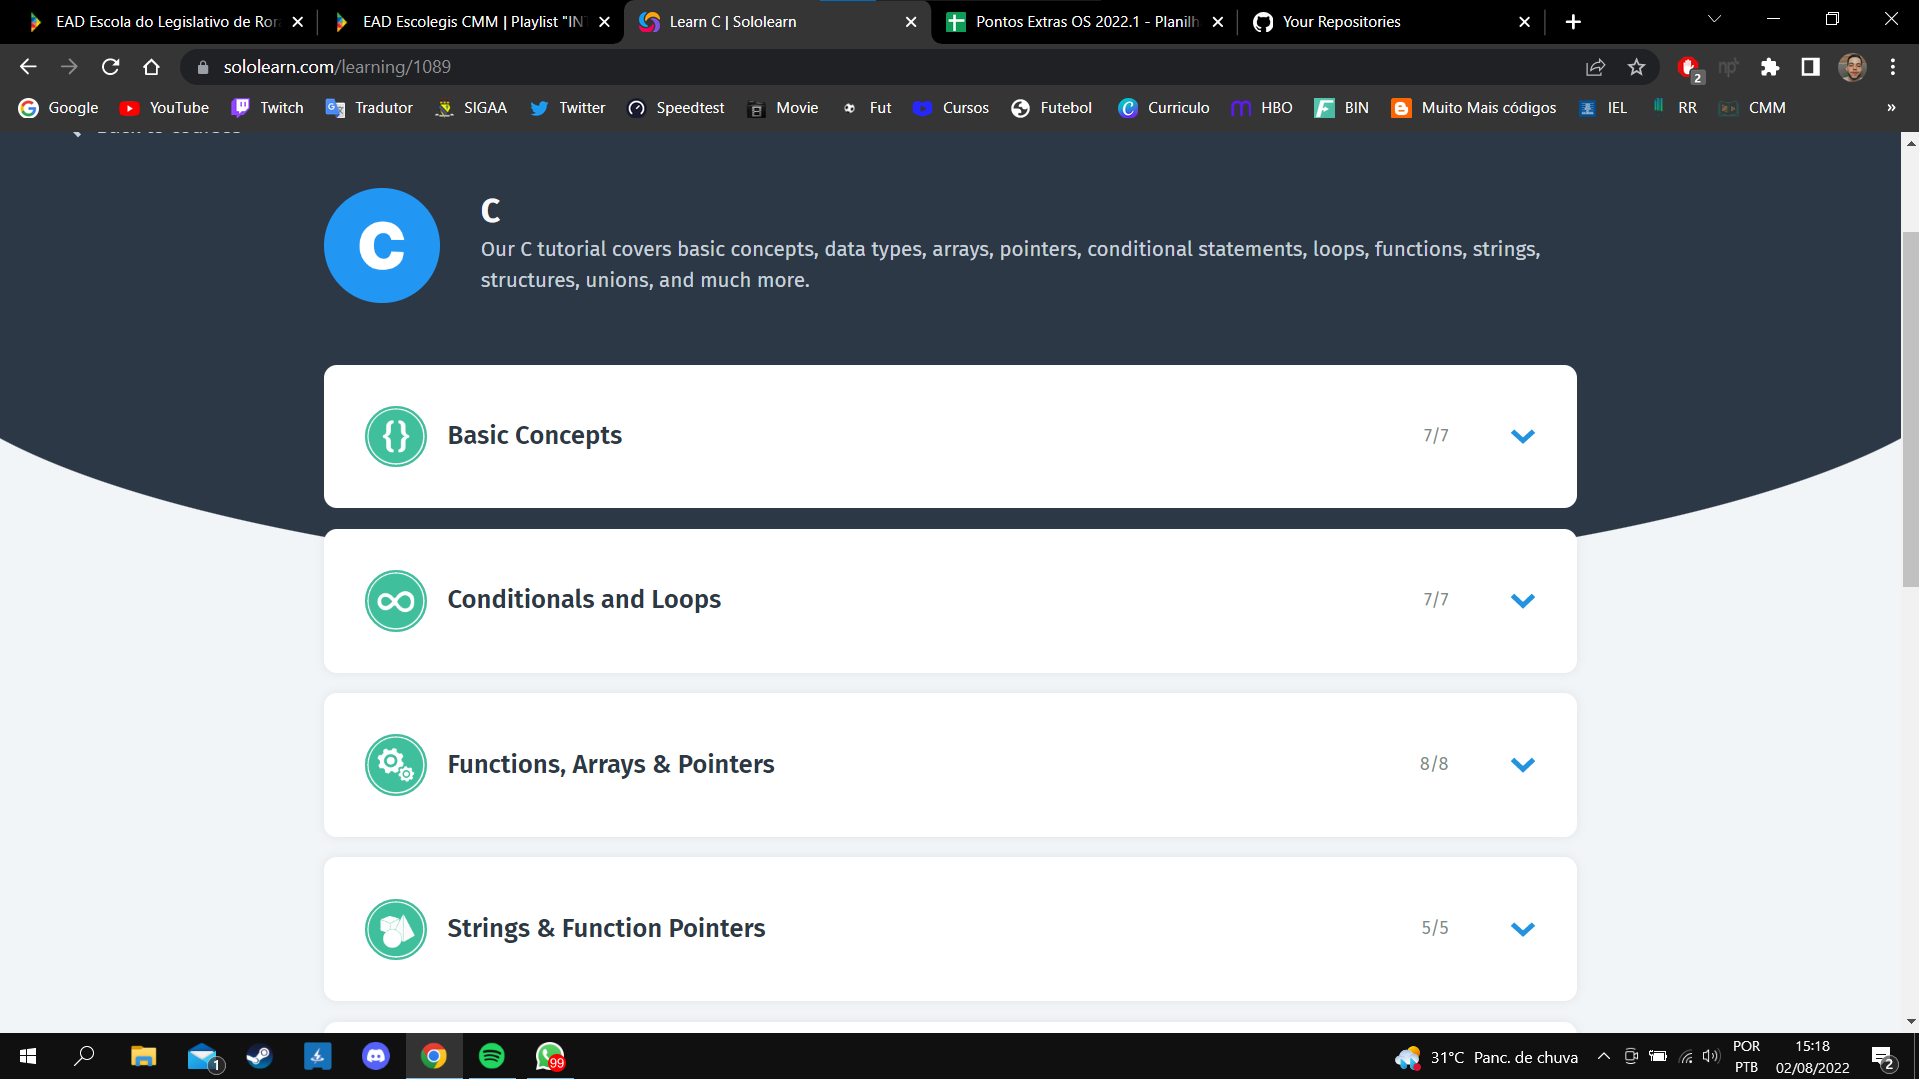 EAD Escola do Legislativo de Ror
EAD Escolegis CMM | Playlist "IN
Learn C | Sololearn
Pontos Extras OS 2022.1 - Planilh
Your Repositories
sololearn.com/learning/1089
2
Google
YouTube
Twitch
Tradutor
SIGAA
Twitter
Speedtest
Movie
Fut
Cursos
Futebol
Curriculo
HBO
BIN
Muito Mais códigos
IEL
RR
CMM
»
C
C
Our C tutorial covers basic concepts, data types, arrays, pointers, conditional statements, loops, functions, strings,
structures, unions, and much more.
{} Basic Concepts 7/7
Conditionals and Loops 7/7
Functions, Arrays & Pointers 8/8
Strings & Function Pointers 5/5
1
99
31°C Panc. de chuva
POR
PTB
15:18
02/08/2022
2